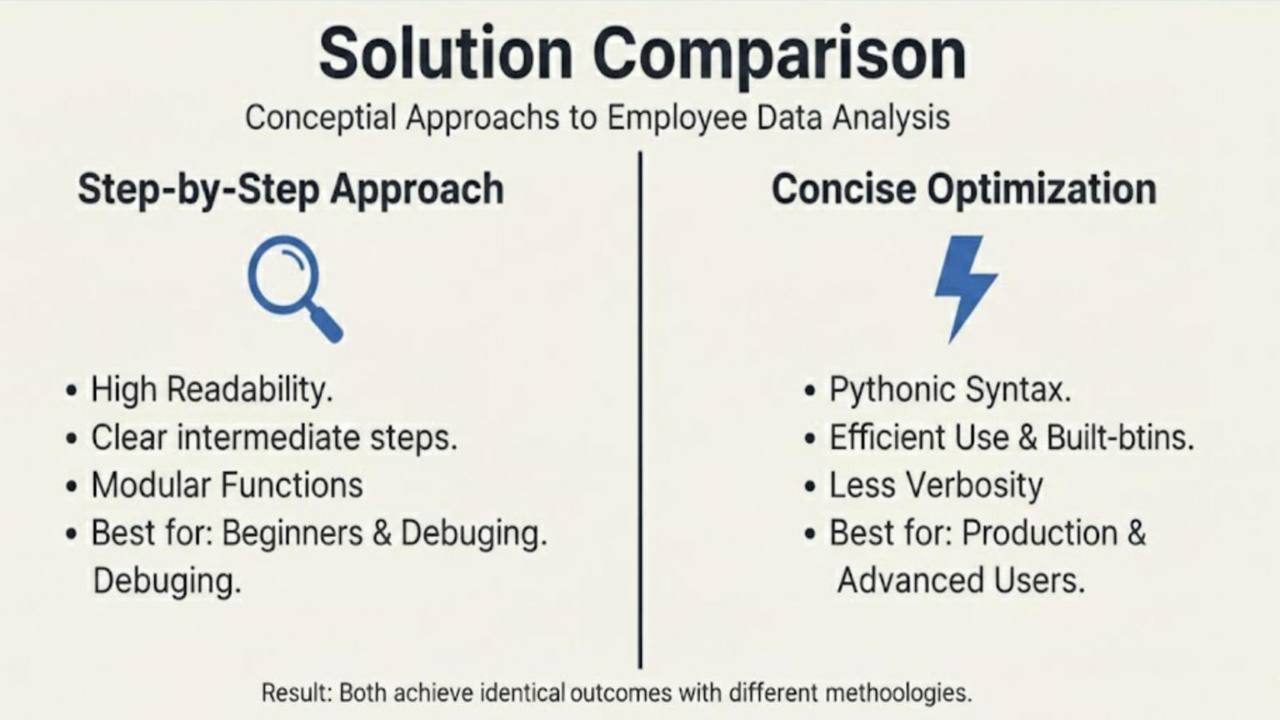 Solution Comparison
Conceptial Approachs to Employee Data Analysis
Step-by-Step Approach
• High Readability.
• Clear intermediate steps.
• Modular Functions
• Best for: Beginners & Debuging.
Debuging.
Concise Optimization
• Pythonic Syntax.
• Efficient Use & Built-btins.
• Less Verbosity
• Best for: Production &
Advanced Users.
Result: Both achieve identical outcomes with different methoologies.